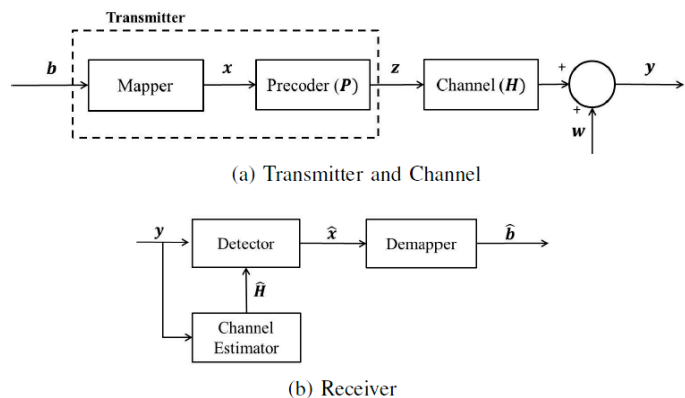 Transmitter
b
Mapper
x
Precoder (P)
z
Channel (H)
+
+
w
y
(a) Transmitter and Channel
y
Detector
x̂
Demapper
b̂
Ĥ
Channel
Estimator
(b) Receiver